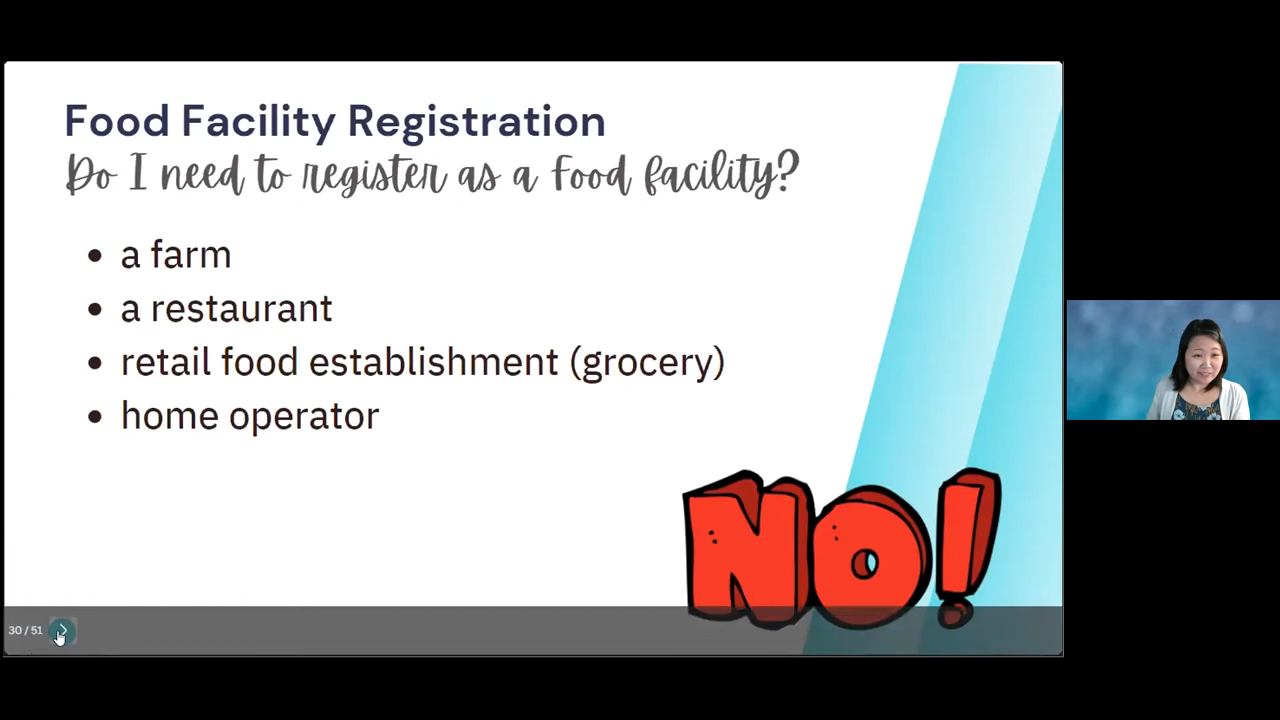 Food Facility Registration
Do I need to register as a Food facility?
• a farm
• a restaurant
• retail food establishment (grocery)
• home operator
NO!
30 / 51